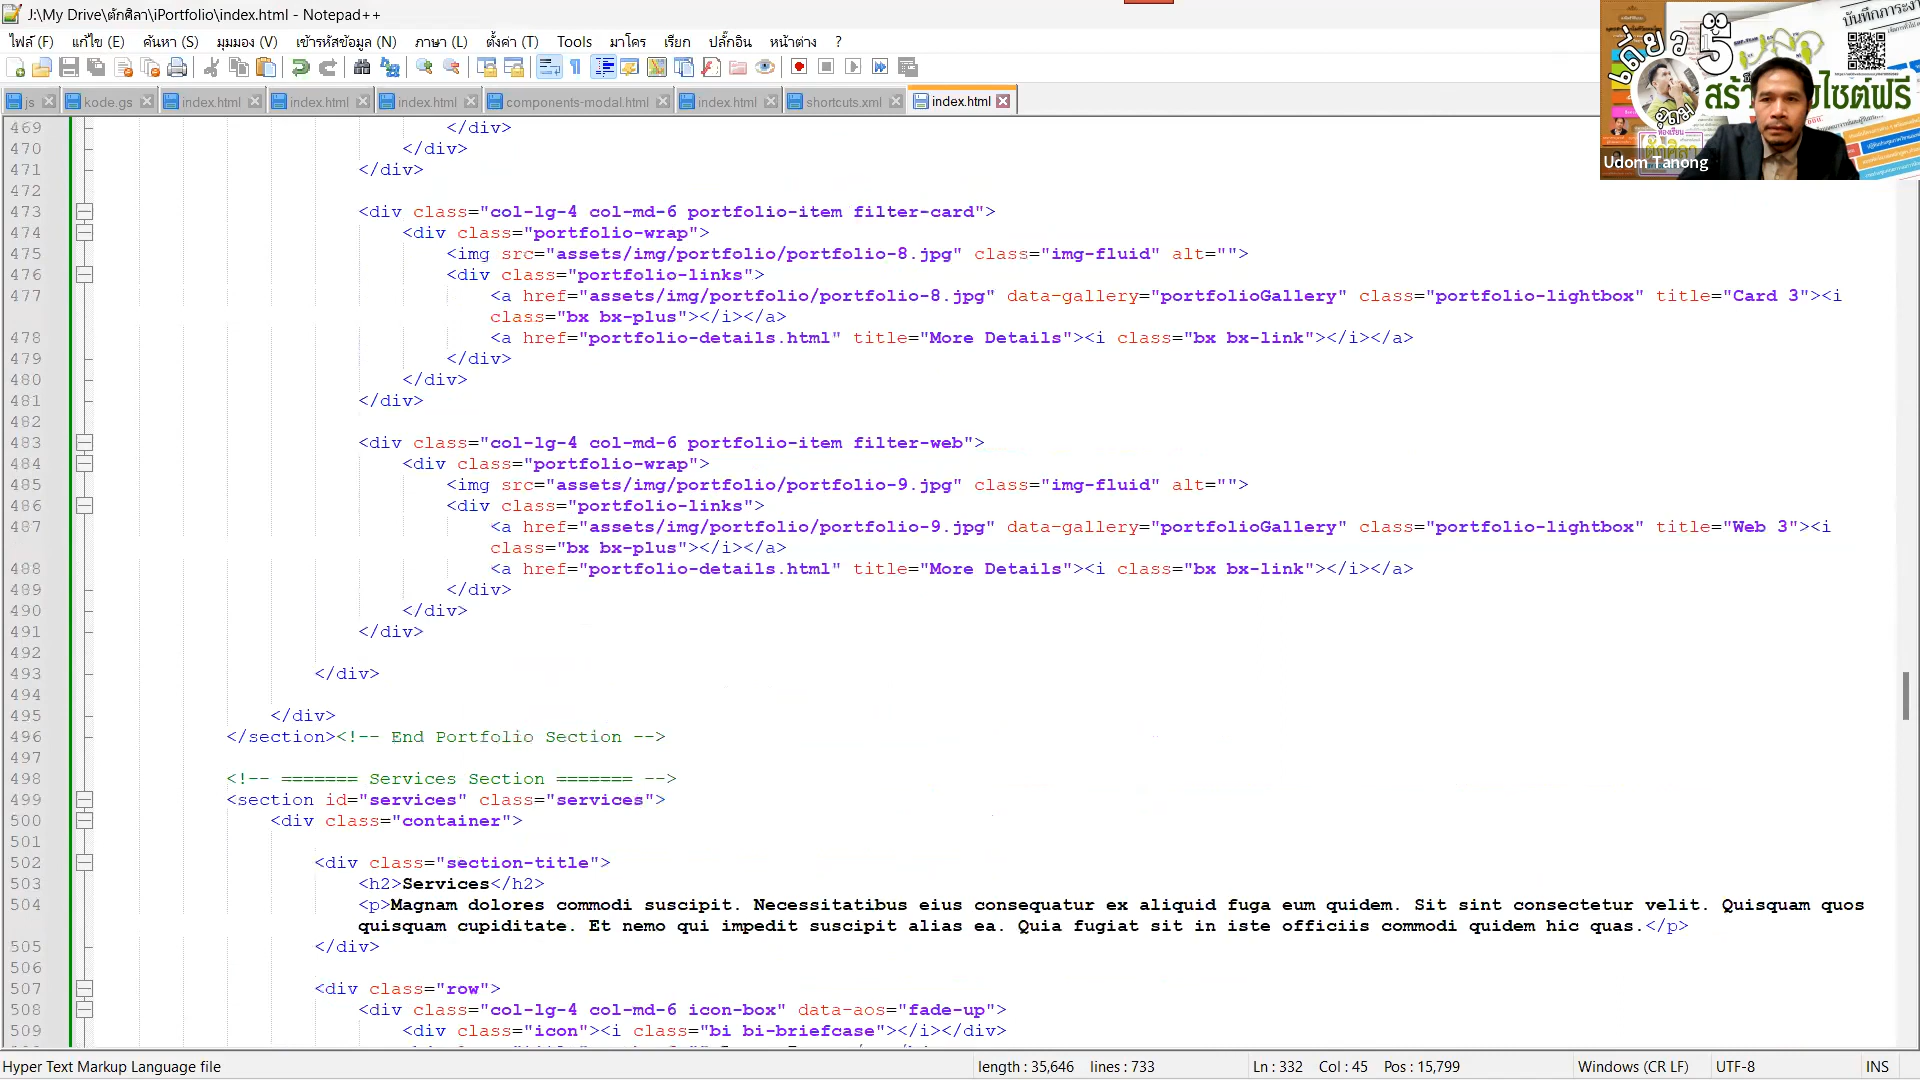 J:\My Drive\ตักศิลา\iPortfolio\index.html - Notepad++
ไฟล์ (F) แก้ไข (E) ค้นหา (S) มุมมอง (V) เข้ารหัสข้อมูล (N) ภาษา (L) ตั้งค่า (T) Tools มาโคร เรียก ปลั๊กอิน หน้าต่าง ?
js kode.gs index.html index.html index.html components-modal.html index.html shortcuts.xml index.html
เดี่ยว 5
บันทึกภาระงา
Udom Tanong
469 </div>
470 </div>
471 </div>
472
473 <div class="col-lg-4 col-md-6 portfolio-item filter-card">
474 <div class="portfolio-wrap">
475 <img src="assets/img/portfolio/portfolio-8.jpg" class="img-fluid" alt="">
476 <div class="portfolio-links">
477 <a href="assets/img/portfolio/portfolio-8.jpg" data-gallery="portfolioGallery" class="portfolio-lightbox" title="Card 3"><i
class="bx bx-plus"></i></a>
478 <a href="portfolio-details.html" title="More Details"><i class="bx bx-link"></i></a>
479 </div>
480 </div>
481 </div>
482
483 <div class="col-lg-4 col-md-6 portfolio-item filter-web">
484 <div class="portfolio-wrap">
485 <img src="assets/img/portfolio/portfolio-9.jpg" class="img-fluid" alt="">
486 <div class="portfolio-links">
487 <a href="assets/img/portfolio/portfolio-9.jpg" data-gallery="portfolioGallery" class="portfolio-lightbox" title="Web 3"><i
class="bx bx-plus"></i></a>
488 <a href="portfolio-details.html" title="More Details"><i class="bx bx-link"></i></a>
489 </div>
490 </div>
491 </div>
492
493 </div>
494
495 </div>
496 </section><!-- End Portfolio Section -->
497
498 <!-- ======= Services Section ======= -->
499 <section id="services" class="services">
500 <div class="container">
501
502 <div class="section-title">
503 <h2>Services</h2>
504 <p>Magnam dolores commodi suscipit. Necessitatibus eius consequatur ex aliquid fuga eum quidem. Sit sint consectetur velit. Quisquam quos
quisquam cupiditate. Et nemo qui impedit suscipit alias ea. Quia fugiat sit in iste officiis commodi quidem hic quas.</p>
505 </div>
506
507 <div class="row">
508 <div class="col-lg-4 col-md-6 icon-box" data-aos="fade-up">
509 <div class="icon"><i class="bi bi-briefcase"></i></div>
Hyper Text Markup Language file length : 35,646 lines : 733 Ln : 332 Col : 45 Pos : 15,799 Windows (CR LF) UTF-8 INS